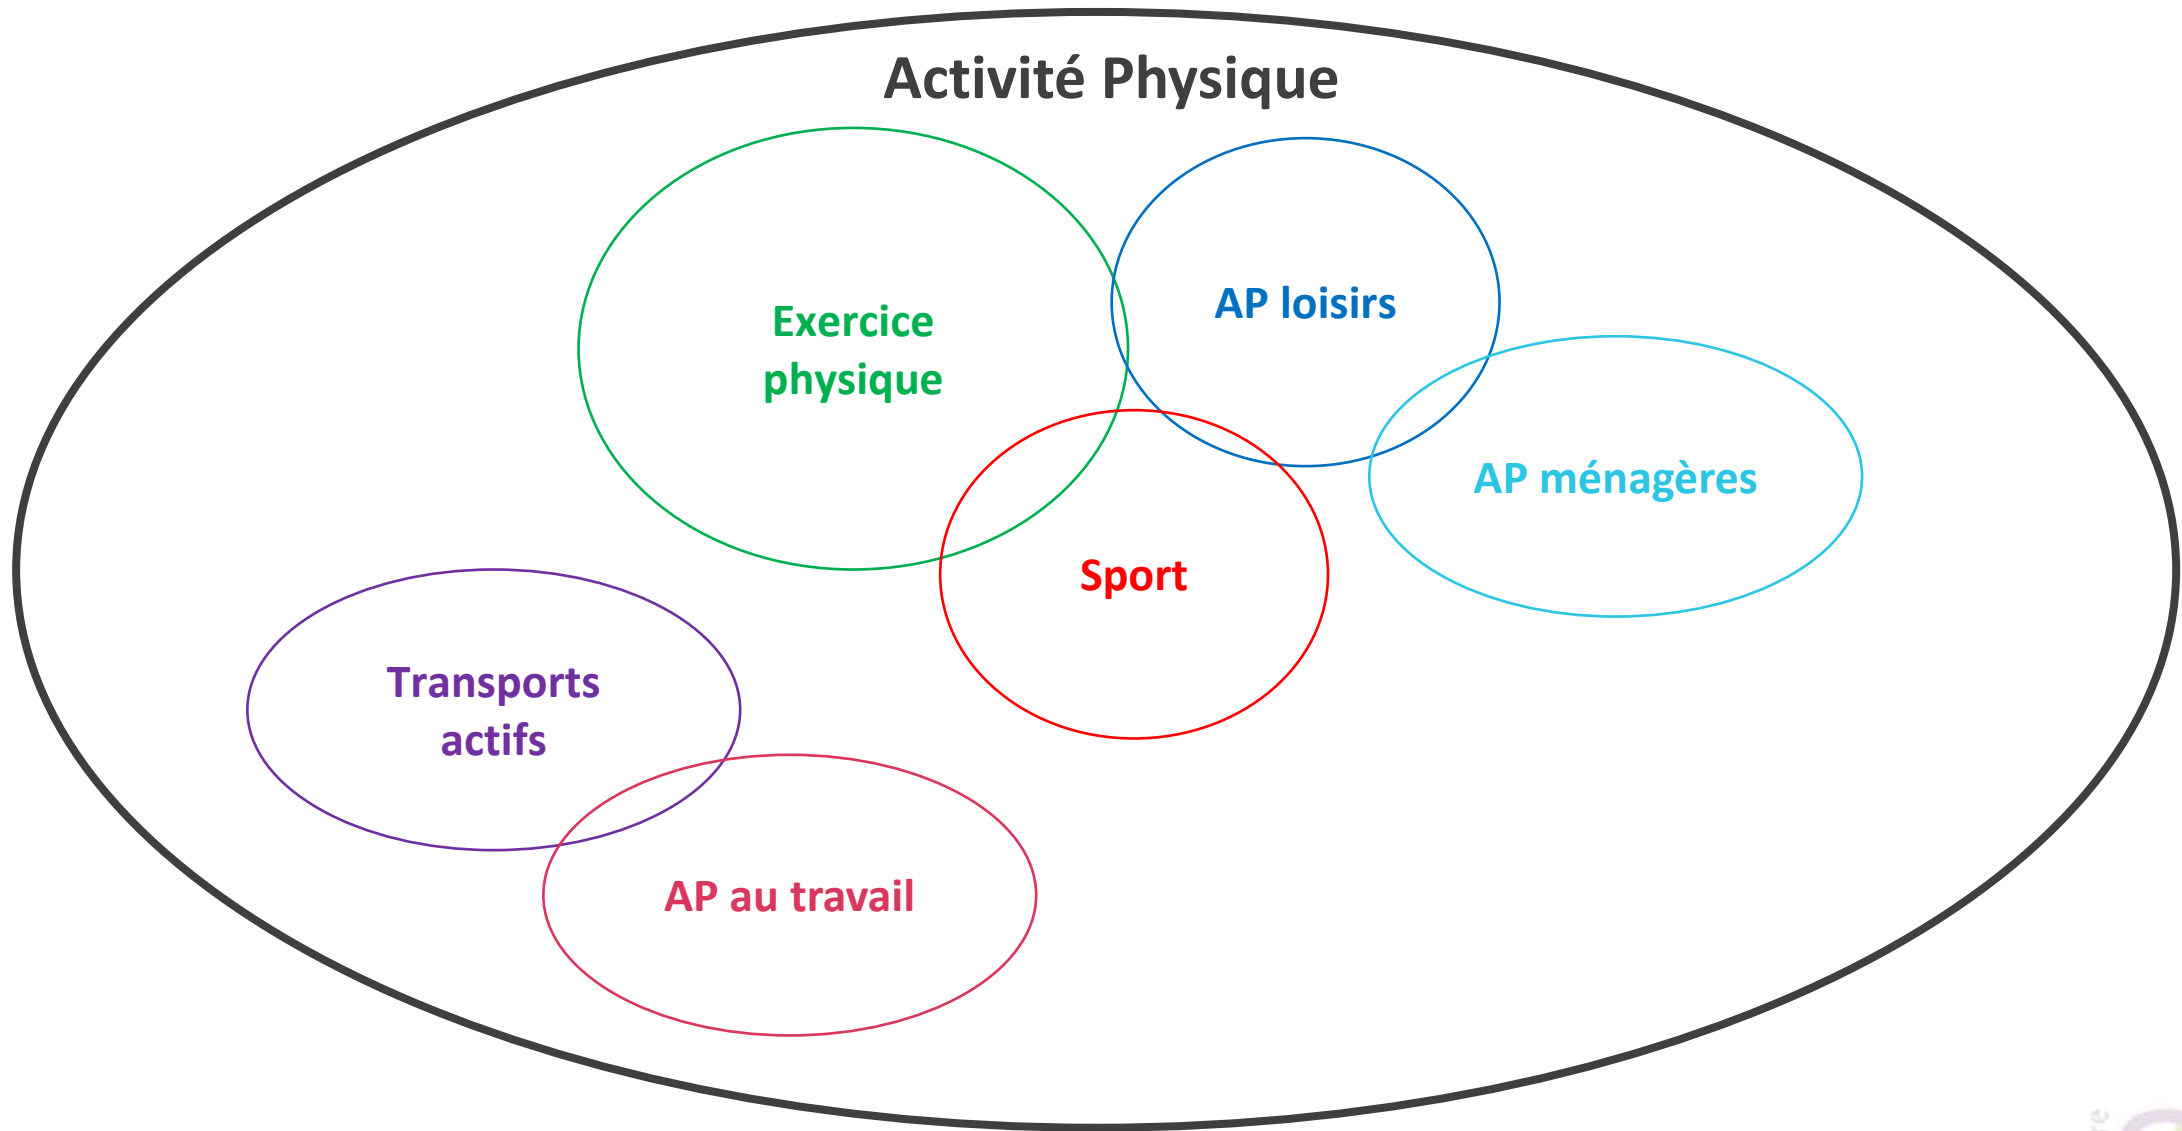 Activité Physique
Exercice
physique
AP loisirs
AP ménagères
Sport
Transports
actifs
AP au travail